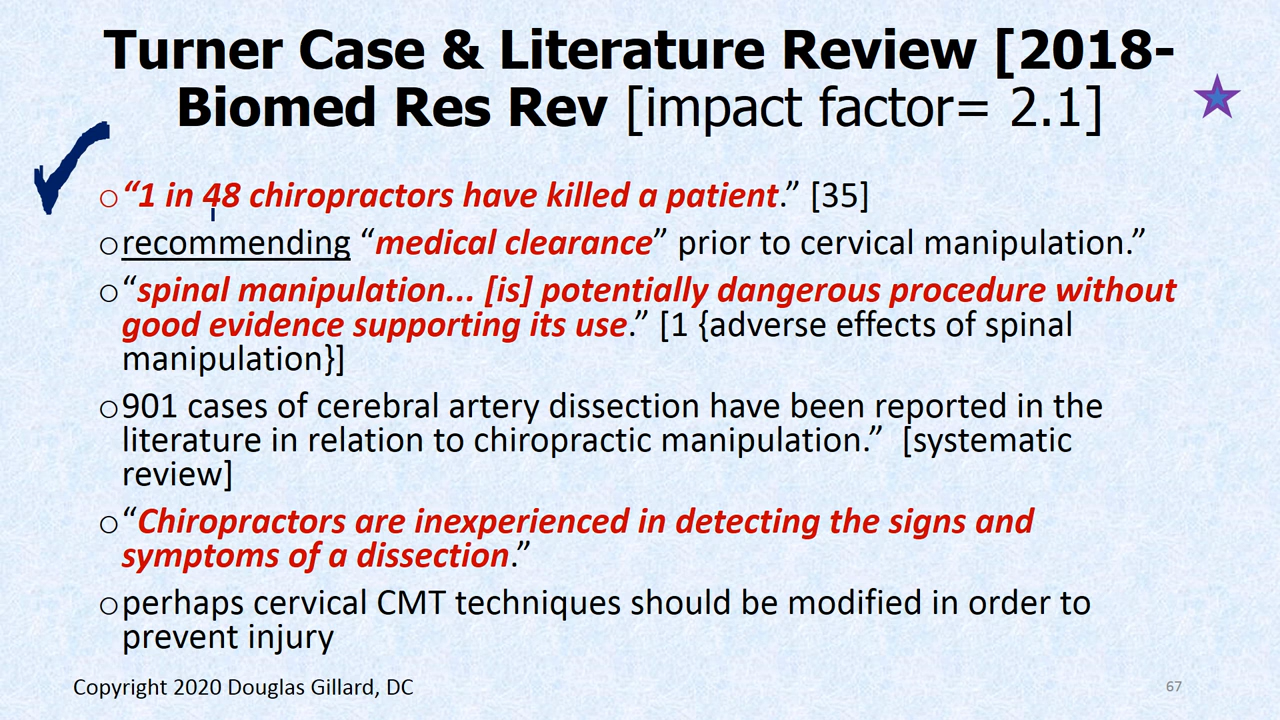 Turner Case & Literature Review [2018-
Biomed Res Rev [impact factor= 2.1]
o“1 in 48 chiropractors have killed a patient.” [35]
orecommending “medical clearance” prior to cervical manipulation.”
o“spinal manipulation... [is] potentially dangerous procedure without
good evidence supporting its use.” [1 {adverse effects of spinal
manipulation}]
o901 cases of cerebral artery dissection have been reported in the
literature in relation to chiropractic manipulation.” [systematic
review]
o“Chiropractors are inexperienced in detecting the signs and
symptoms of a dissection.”
operhaps cervical CMT techniques should be modified in order to
prevent injury
Copyright 2020 Douglas Gillard, DC
67